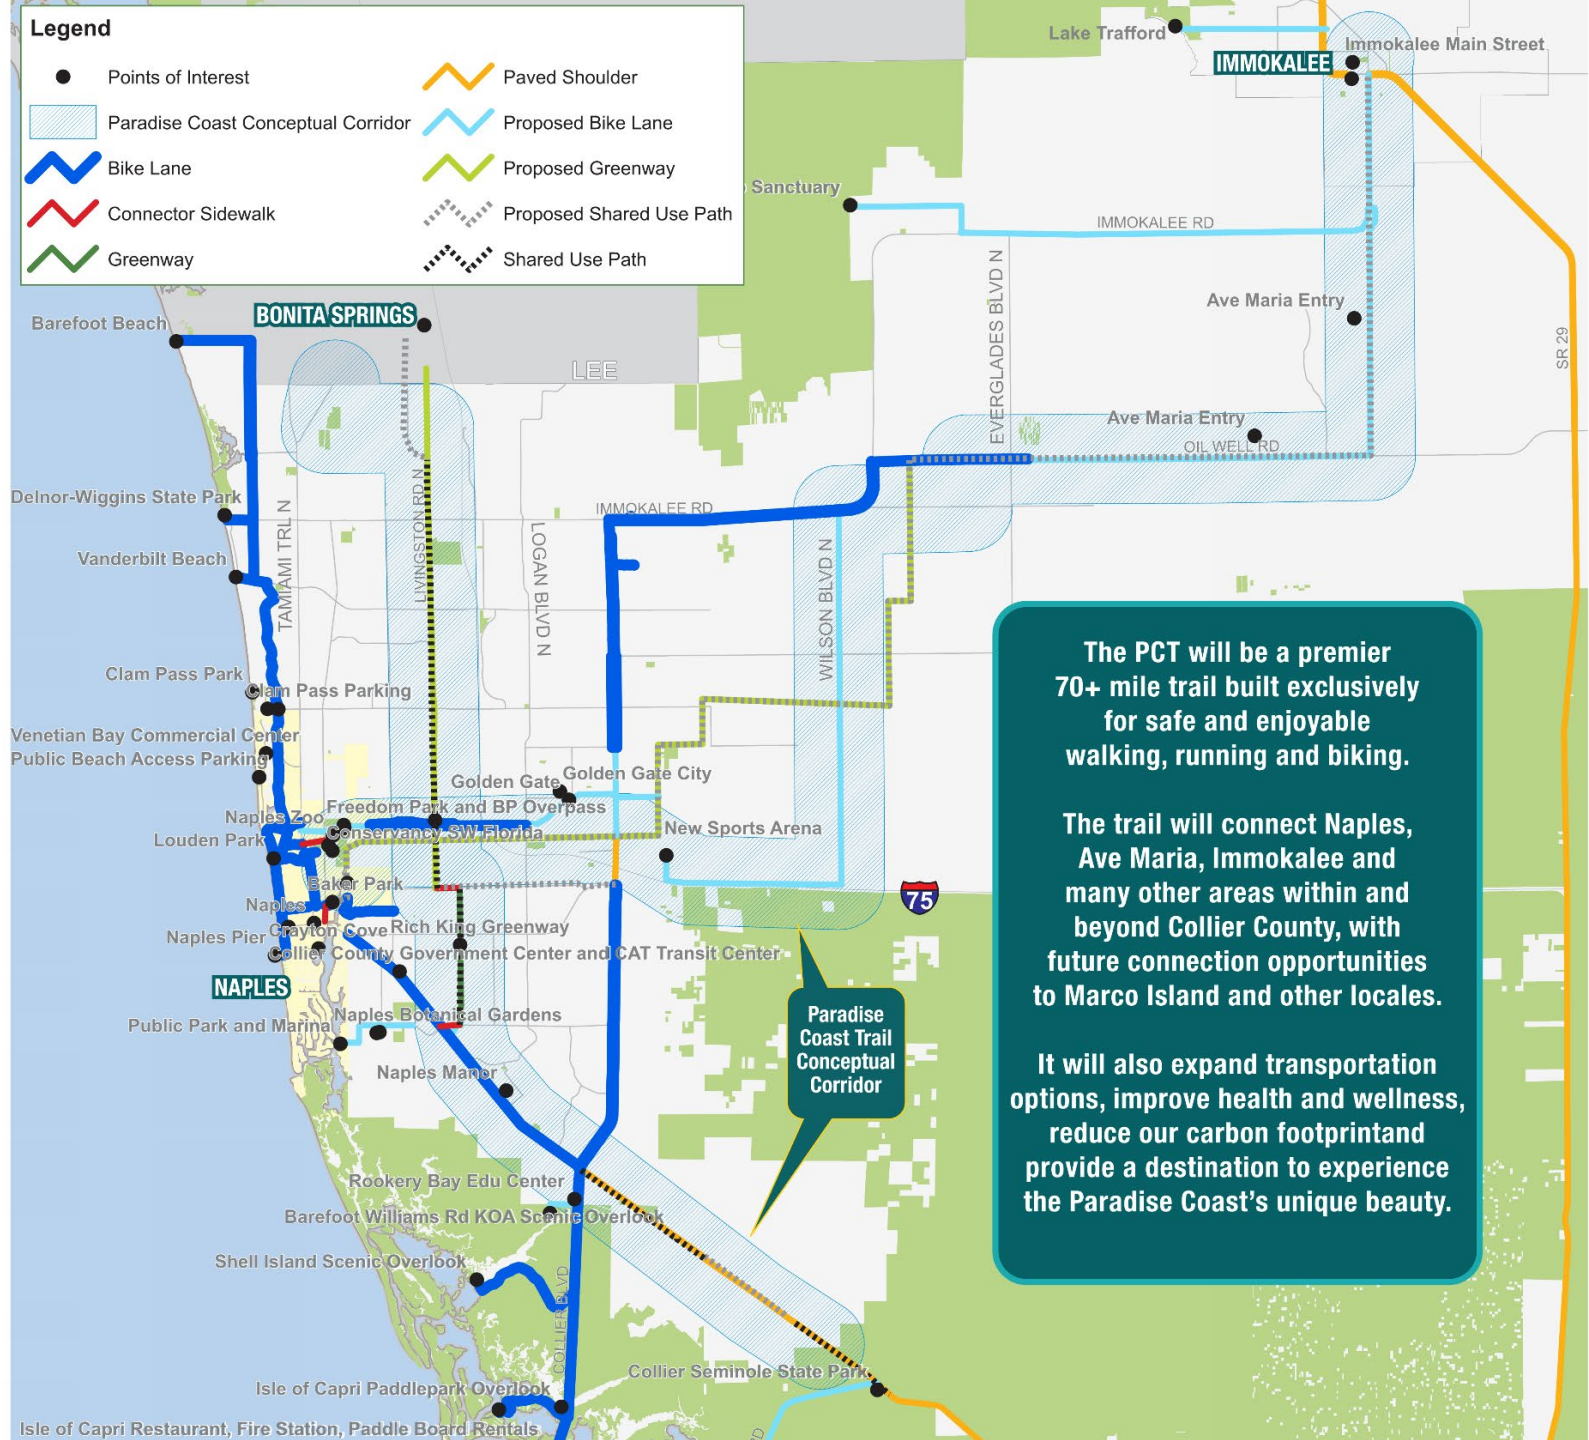 Legend
Points of Interest
Paradise Coast Conceptual Corridor
Bike Lane
Connector Sidewalk
Greenway
Paved Shoulder
Proposed Bike Lane
Proposed Greenway
Proposed Shared Use Path
Shared Use Path
Lake Trafford
Immokalee Main Street
IMMOKALEE
Sanctuary
IMMOKALEE RD
EVERGLADES BLVD N
Ave Maria Entry
SR 29
Barefoot Beach
BONITA SPRINGS
LEE
Ave Maria Entry
OIL WELL RD
Delnor-Wiggins State Park
TAMIAMI TRL N
LIVINGSTON RD N
IMMOKALEE RD
LOGAN BLVD N
WILSON BLVD N
Vanderbilt Beach
Clam Pass Park
Clam Pass Parking
Venetian Bay Commercial Center
Public Beach Access Parking
Golden Gate
Golden Gate City
Freedom Park and BP Overpass
Naples Zoo
Conservancy SW Florida
Louden Park
New Sports Arena
Baker Park
75
Naples
Crayton Cove
Rich King Greenway
Naples Pier
Collier County Government Center and CAT Transit Center
NAPLES
Public Park and Marina
Naples Botanical Gardens
Naples Manor
Paradise
Coast Trail
Conceptual
Corridor
Rookery Bay Edu Center
Barefoot Williams Rd KOA Scenic Overlook
Shell Island Scenic Overlook
COLLIER BLVD
Collier Seminole State Park
Isle of Capri Paddlepark Overlook
Isle of Capri Restaurant, Fire Station, Paddle Board Rentals
The PCT will be a premier
70+ mile trail built exclusively
for safe and enjoyable
walking, running and biking.
The trail will connect Naples,
Ave Maria, Immokalee and
many other areas within and
beyond Collier County, with
future connection opportunities
to Marco Island and other locales.
It will also expand transportation
options, improve health and wellness,
reduce our carbon footprintand
provide a destination to experience
the Paradise Coast's unique beauty.